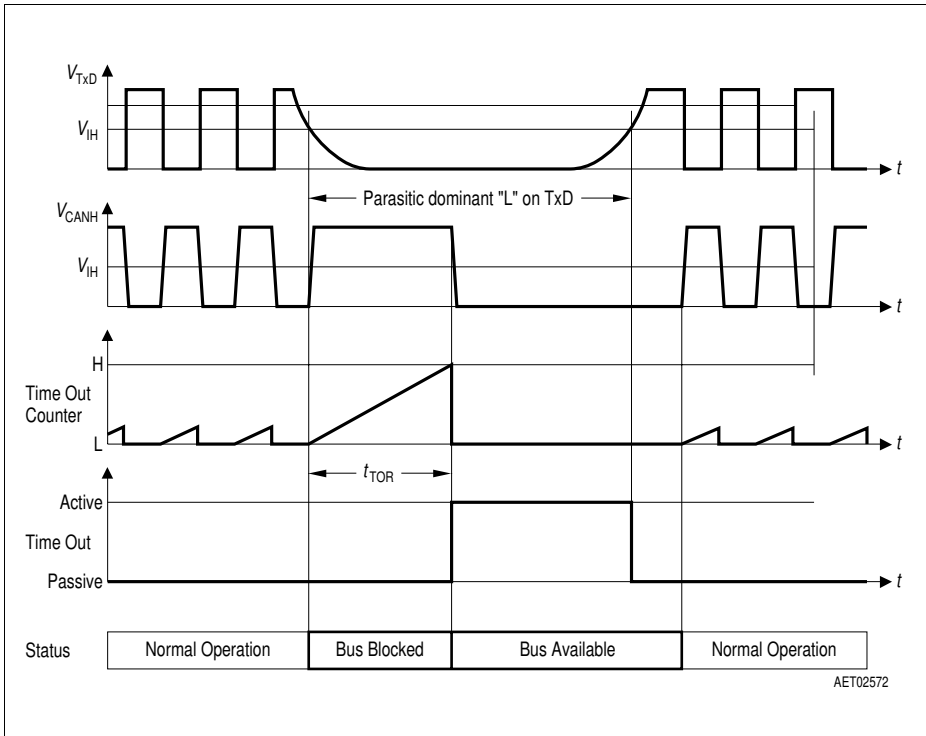 VTxD
VIH
t
Parasitic dominant "L" on TxD
VCANH
VIH
t
H
Time Out
Counter
L
t
tTOR
Active
Time Out
Passive
t
Status
Normal Operation
Bus Blocked
Bus Available
Normal Operation
AET02572